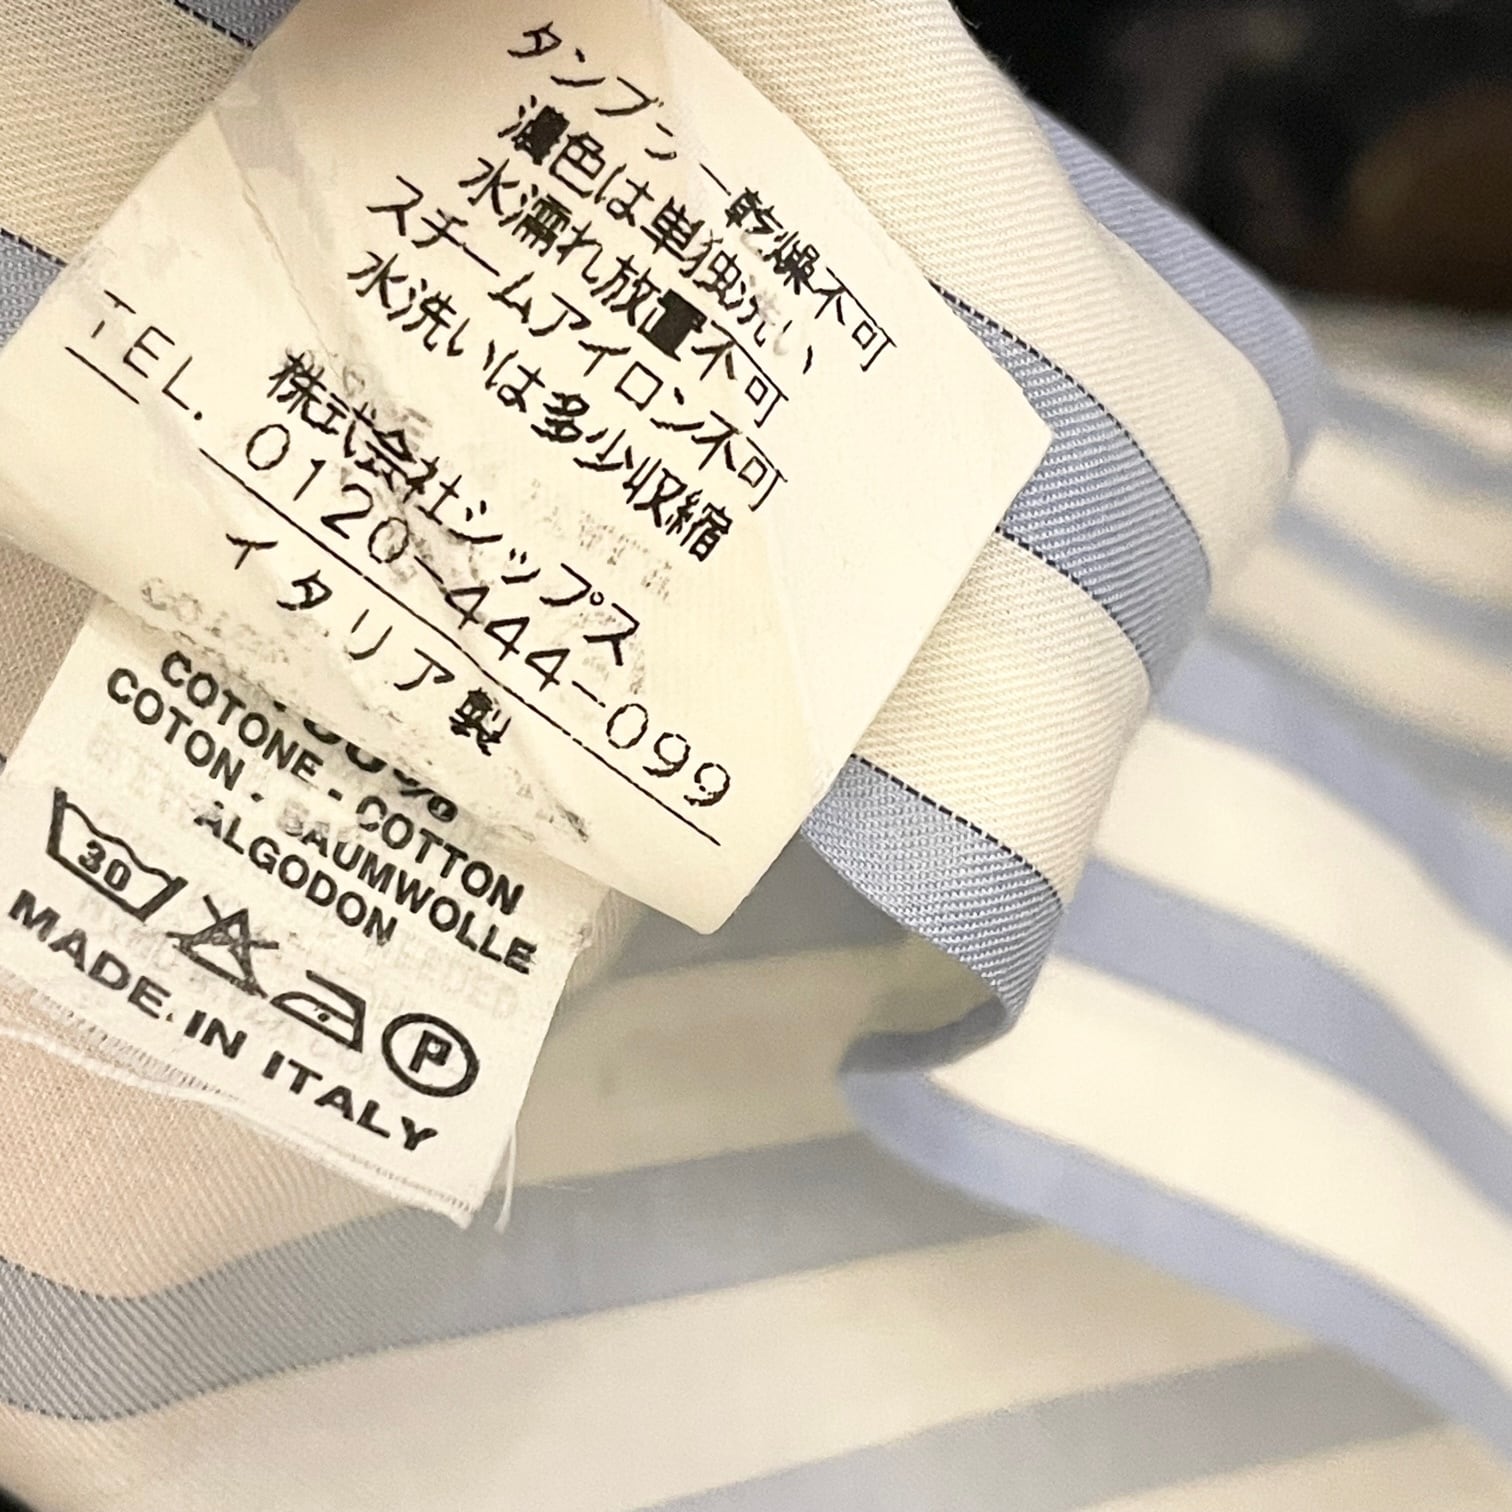 タンブラー乾燥不可
濃色は単独洗い
水濡れ放置不可
スチームアイロン不可
水洗いは多少収縮
株式会社シップス
TEL. 0120-444-099
イタリア製
100%
COTONE - COTTON
COTON - BAUMWOLLE
ALGODON
30
P
MADE IN ITALY